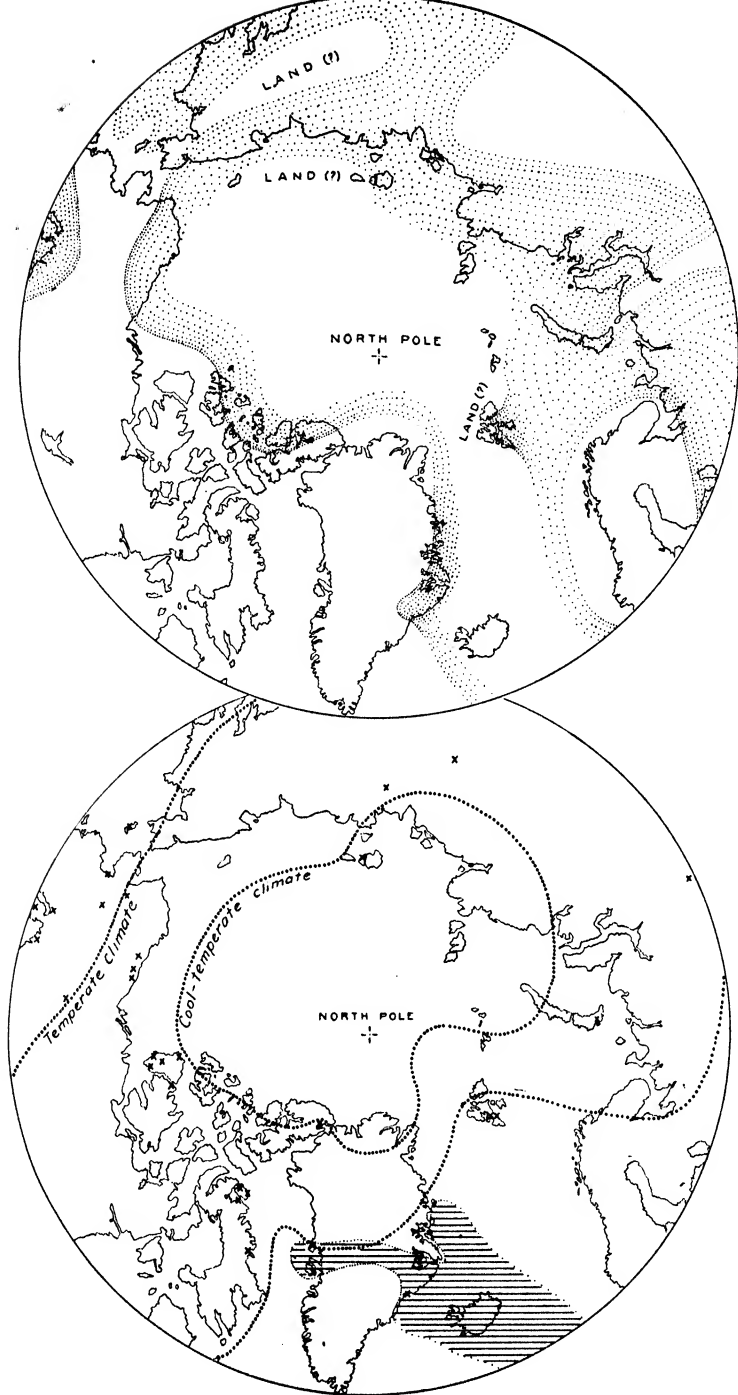 LAND (?)
LAND (?)
NORTH POLE
LAND (?)
Cool-temperate climate
Temperate climate
NORTH POLE